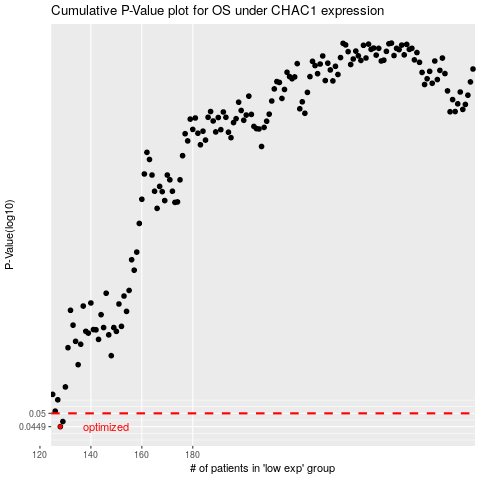 Cumulative P-Value plot for OS under CHAC1 expression
P-Value(log10)
0.05
0.0449
optimized
120 140 160 180
# of patients in 'low exp' group